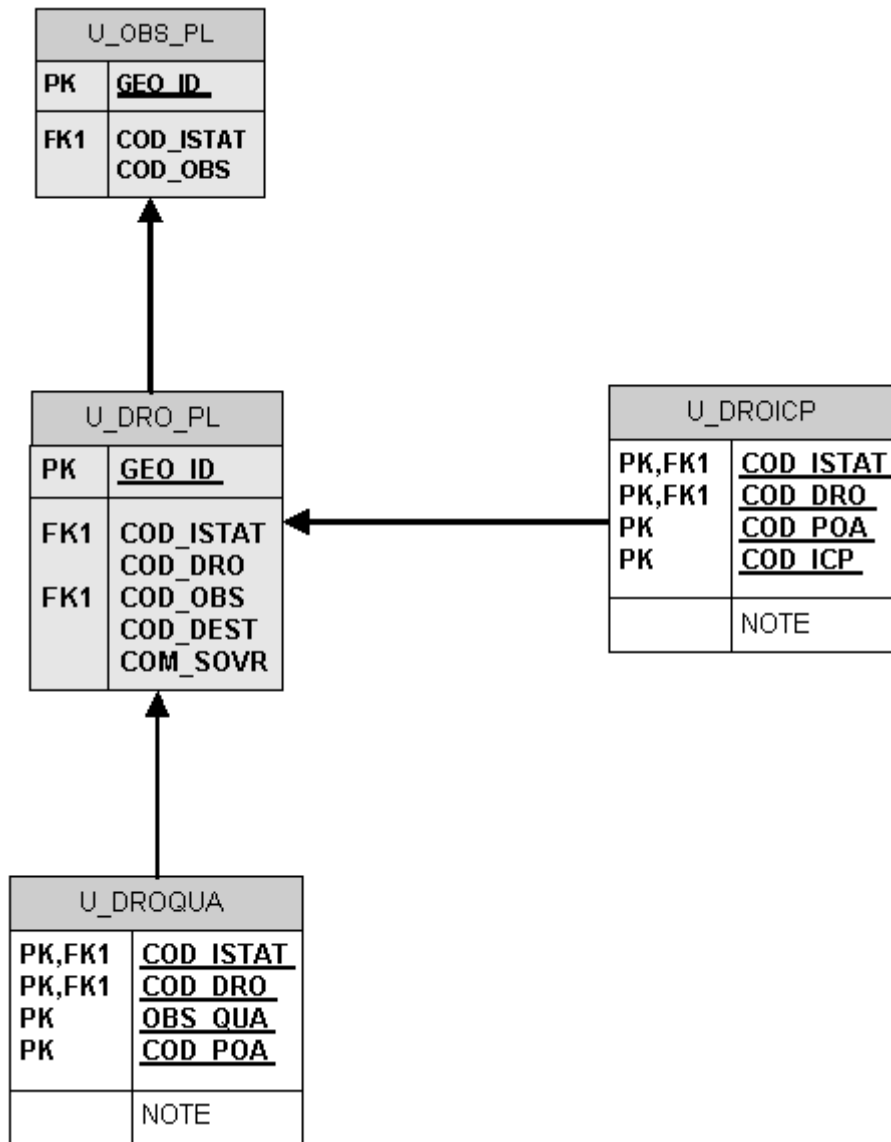 U_OBS_PL
PK GEO_ID
FK1 COD_ISTAT
COD_OBS
U_DRO_PL
PK GEO_ID
FK1 COD_ISTAT
COD_DRO
FK1 COD_OBS
COD_DEST
COM_SOVR
U_DROICP
PK,FK1 COD_ISTAT
PK,FK1 COD_DRO
PK COD_POA
PK COD_ICP
NOTE
U_DROQUA
PK,FK1 COD_ISTAT
PK,FK1 COD_DRO
PK OBS_QUA
PK COD_POA
NOTE